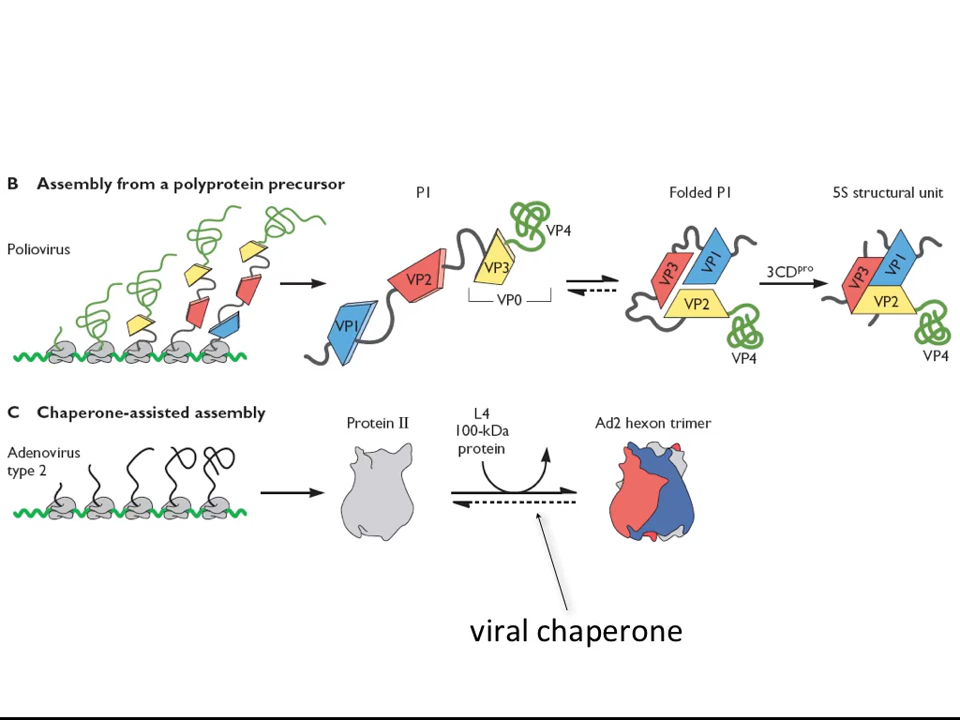 B Assembly from a polyprotein precursor
Poliovirus
P1
VP1
VP2
VP3
VP4
VP0
Folded P1
VP3
VP1
VP2
VP4
3CDpro
5S structural unit
VP3
VP1
VP2
VP4
C Chaperone-assisted assembly
Adenovirus
type 2
Protein II
L4
100-kDa
protein
Ad2 hexon trimer
viral chaperone